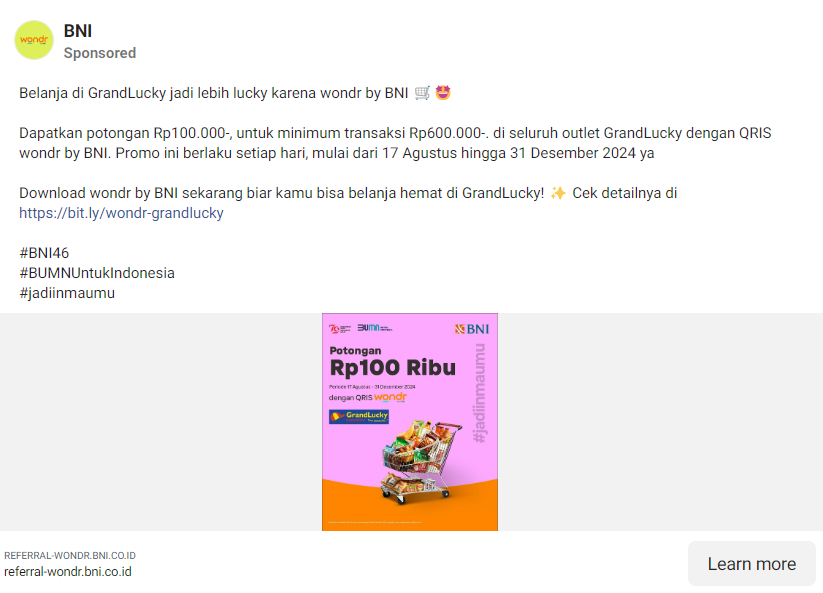 wondr
BNI
Sponsored
Belanja di GrandLucky jadi lebih lucky karena wondr by BNI 🛒 🤩
Dapatkan potongan Rp100.000-, untuk minimum transaksi Rp600.000-. di seluruh outlet GrandLucky dengan QRIS
wondr by BNI. Promo ini berlaku setiap hari, mulai dari 17 Agustus hingga 31 Desember 2024 ya
Download wondr by BNI sekarang biar kamu bisa belanja hemat di GrandLucky! ✨ Cek detailnya di
https://bit.ly/wondr-grandlucky
#BNI46
#BUMNUntukIndonesia
#jadiinmaumu
BUMN
BNI
Potongan
Rp100 Ribu
Periode 17 Agustus - 31 Desember 2024
dengan QRIS wondr
GrandLucky
#jadiinmaumu
REFERRAL-WONDR.BNI.CO.ID
referral-wondr.bni.co.id
Learn more